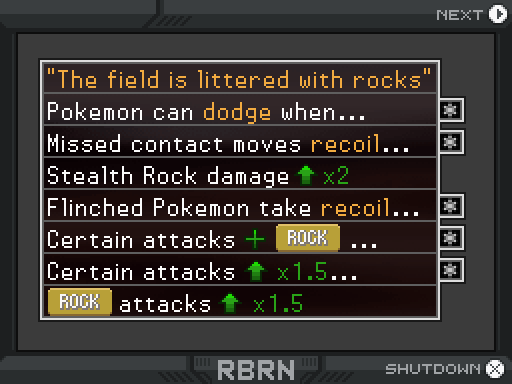 NEXT
"The field is littered with rocks"
Pokemon can dodge when...
Missed contact moves recoil...
Stealth Rock damage ⬆ x2
Flinched Pokemon take recoil...
Certain attacks + ROCK ...
Certain attacks ⬆ x1.5...
ROCK attacks ⬆ x1.5
RBRN
SHUTDOWN